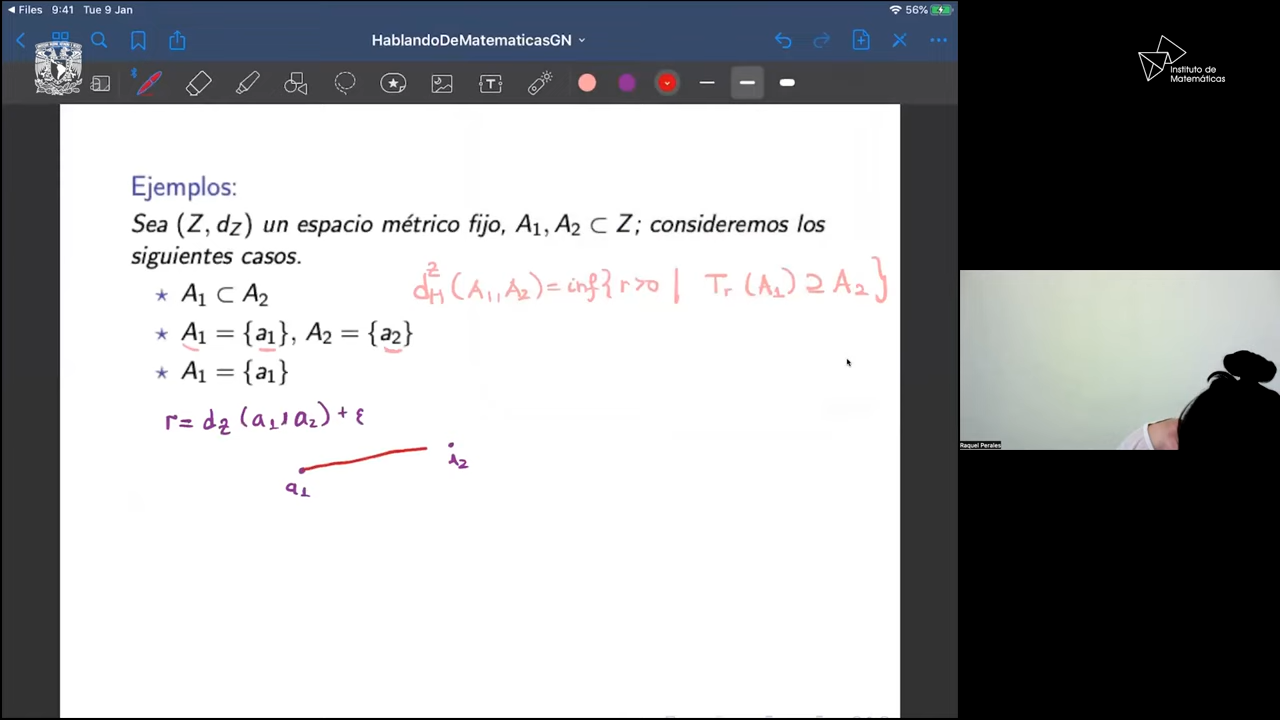 Files 9:41 Tue 9 Jan 56%
HablandoDeMatematicasGN
Instituto de
Matemáticas
Ejemplos:
Sea (Z, d_Z) un espacio métrico fijo, A₁, A₂ ⊂ Z; consideremos los
siguientes casos.
d_H^Z (A₁, A₂) = inf{ r>0 | T_r (A₁) ⊇ A₂ }
⋆ A₁ ⊂ A₂
⋆ A₁ = {a₁}, A₂ = {a₂}
⋆ A₁ = {a₁}
r = d_Z (a₁, a₂) + ε
a₂
a₁
Raquel Perales